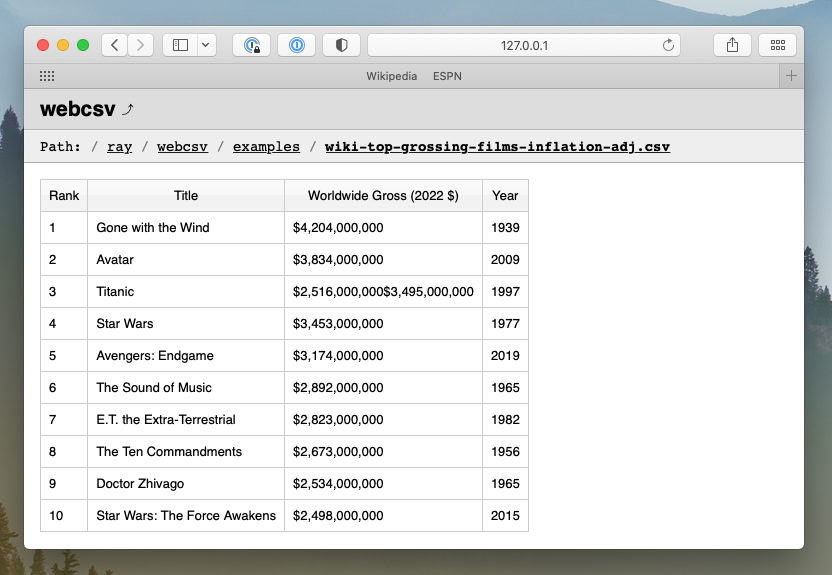 127.0.0.1
Wikipedia ESPN
webcsv
Path: / ray / webcsv / examples / wiki-top-grossing-films-inflation-adj.csv
Rank Title Worldwide Gross (2022 $) Year
1 Gone with the Wind $4,204,000,000 1939
2 Avatar $3,834,000,000 2009
3 Titanic $2,516,000,000$3,495,000,000 1997
4 Star Wars $3,453,000,000 1977
5 Avengers: Endgame $3,174,000,000 2019
6 The Sound of Music $2,892,000,000 1965
7 E.T. the Extra-Terrestrial $2,823,000,000 1982
8 The Ten Commandments $2,673,000,000 1956
9 Doctor Zhivago $2,534,000,000 1965
10 Star Wars: The Force Awakens $2,498,000,000 2015